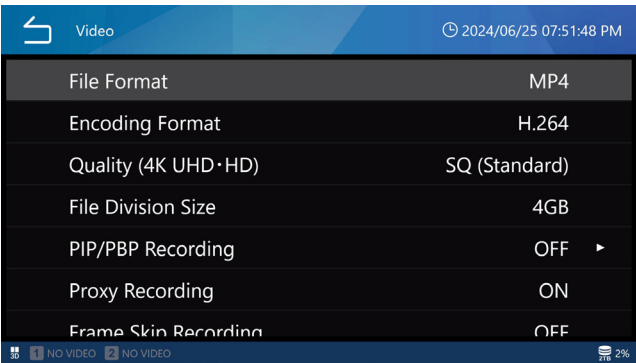 Video 2024/06/25 07:51:48 PM
File Format MP4
Encoding Format H.264
Quality (4K UHD・HD) SQ (Standard)
File Division Size 4GB
PIP/PBP Recording OFF ►
Proxy Recording ON
Frame Skip Recording OFF
3D 1 NO VIDEO 2 NO VIDEO 2TB 2%